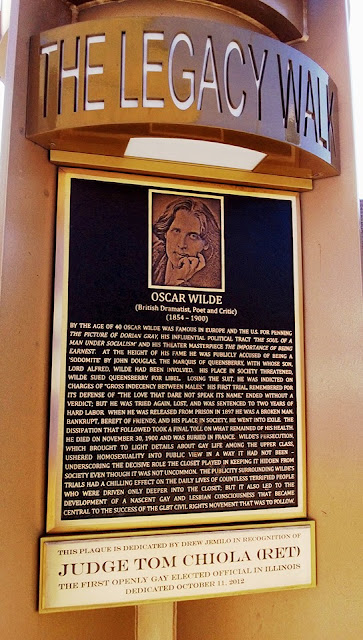 THE LEGACY WALK
OSCAR WILDE
(British Dramatist, Poet and Critic)
(1854 – 1900)
BY THE AGE OF 40 OSCAR WILDE WAS FAMOUS IN EUROPE AND THE U.S. FOR PENNING
THE PICTURE OF DORIAN GRAY, HIS INFLUENTIAL POLITICAL TRACT 'THE SOUL OF A
MAN UNDER SOCIALISM' AND HIS THEATER MASTERPIECE THE IMPORTANCE OF BEING
EARNEST. AT THE HEIGHT OF HIS FAME HE WAS PUBLICLY ACCUSED OF BEING A
'SODOMITE' BY JOHN DOUGLAS, THE MARQUIS OF QUEENSBERRY, WITH WHOSE SON,
LORD ALFRED, WILDE HAD BEEN INVOLVED. HIS PLACE IN SOCIETY THREATENED,
WILDE SUED QUEENSBERRY FOR LIBEL. LOSING THE SUIT, HE WAS INDICTED ON
CHARGES OF "GROSS INDECENCY BETWEEN MALES." HIS FIRST TRIAL, REMEMBERED FOR
ITS DEFENSE OF "THE LOVE THAT DARE NOT SPEAK ITS NAME," ENDED WITHOUT A
VERDICT; BUT HE WAS TRIED AGAIN, LOST, AND WAS SENTENCED TO TWO YEARS OF
HARD LABOR. WHEN HE WAS RELEASED FROM PRISON IN 1897 HE WAS A BROKEN MAN.
BANKRUPT, BEREFT OF FRIENDS, AND HIS PLACE IN SOCIETY, HE WENT INTO EXILE. THE
DISSIPATION THAT FOLLOWED TOOK A FINAL TOLL ON WHAT REMAINED OF HIS HEALTH.
HE DIED ON NOVEMBER 30, 1900 AND WAS BURIED IN FRANCE. WILDE'S PERSECUTION,
WHICH BROUGHT TO LIGHT DETAILS ABOUT GAY LIFE AMONG THE UPPER CLASS,
USHERED HOMOSEXUALITY INTO PUBLIC VIEW IN A WAY IT HAD NOT BEEN –
UNDERSCORING THE DECISIVE ROLE THE CLOSET PLAYED IN KEEPING IT HIDDEN FROM
SOCIETY EVEN THOUGH IT WAS NOT UNCOMMON. THE PUBLICITY SURROUNDING WILDE'S
TRIALS HAD A CHILLING EFFECT ON THE DAILY LIVES OF COUNTLESS TERRIFIED PEOPLE
WHO WERE DRIVEN ONLY DEEPER INTO THE CLOSET; BUT IT ALSO LED TO THE
DEVELOPMENT OF A NASCENT GAY AND LESBIAN CONSCIOUSNESS THAT BECAME
CENTRAL TO THE SUCCESS OF THE GLBT CIVIL RIGHTS MOVEMENT THAT WAS TO FOLLOW.
THIS PLAQUE IS DEDICATED BY DREW JEMILO IN RECOGNITION OF
JUDGE TOM CHIOLA (RET)
THE FIRST OPENLY GAY ELECTED OFFICIAL IN ILLINOIS
DEDICATED OCTOBER 11, 2012